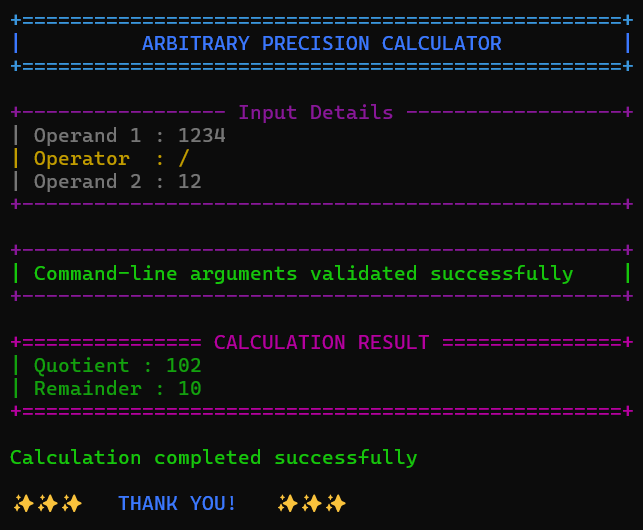 +==================================================+
|          ARBITRARY PRECISION CALCULATOR          |
+==================================================+
+----------------- Input Details ------------------+
| Operand 1 : 1234
| Operator  : /
| Operand 2 : 12
+--------------------------------------------------+
+--------------------------------------------------+
| Command-line arguments validated successfully    |
+--------------------------------------------------+
+=============== CALCULATION RESULT ===============+
| Quotient : 102
| Remainder : 10
+==================================================+
Calculation completed successfully
✨✨✨   THANK YOU!   ✨✨✨